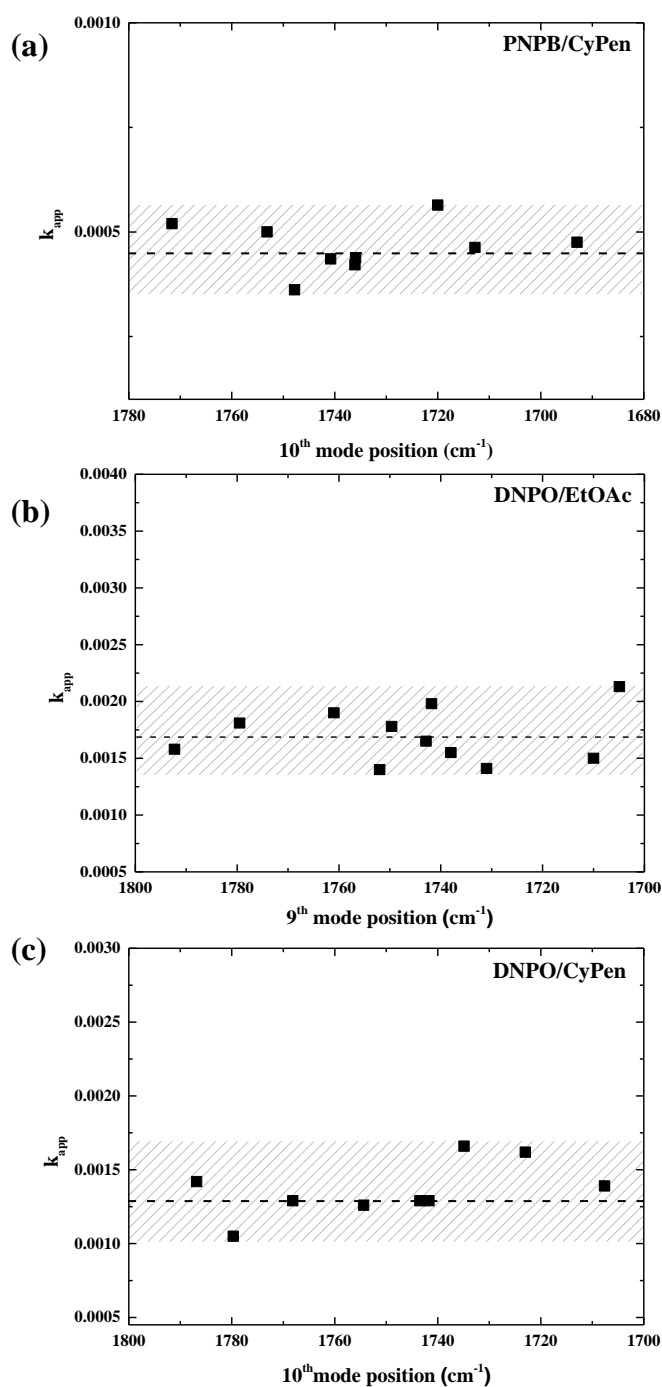 (a)
PNPB/CyPen
0.0010
0.0005
k_app
1780 1760 1740 1720 1700 1680
10th mode position (cm-1)
(b)
DNPO/EtOAc
0.0040
0.0035
0.0030
0.0025
0.0020
0.0015
0.0010
0.0005
k_app
1800 1780 1760 1740 1720 1700
9th mode position (cm-1)
(c)
DNPO/CyPen
0.0030
0.0025
0.0020
0.0015
0.0010
0.0005
k_app
1800 1780 1760 1740 1720 1700
10th mode position (cm-1)